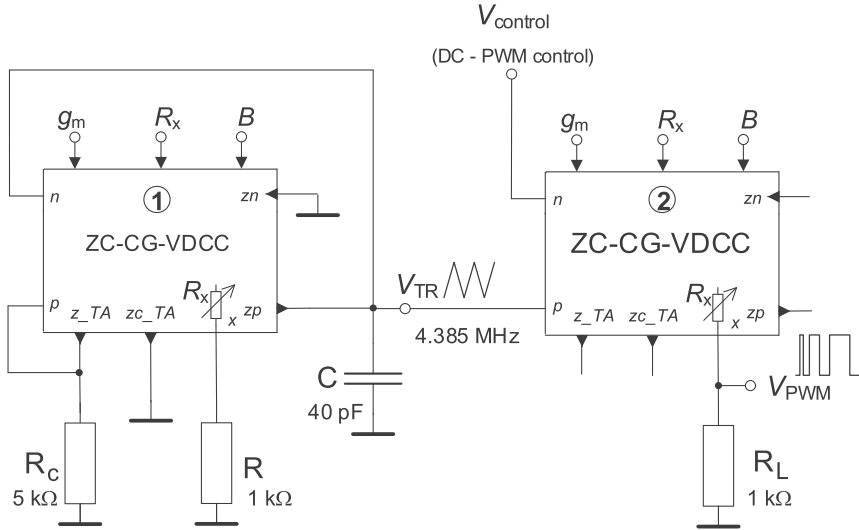 V_control
(DC - PWM control)
g_m R_x B
g_m R_x B
n 1 zn
ZC-CG-VDCC
p z_TA zc_TA R_x x zp
n 2 zn
ZC-CG-VDCC
p z_TA zc_TA R_x x zp
V_TR
4.385 MHz
C
40 pF
V_PWM
R_c
5 kΩ
R
1 kΩ
R_L
1 kΩ